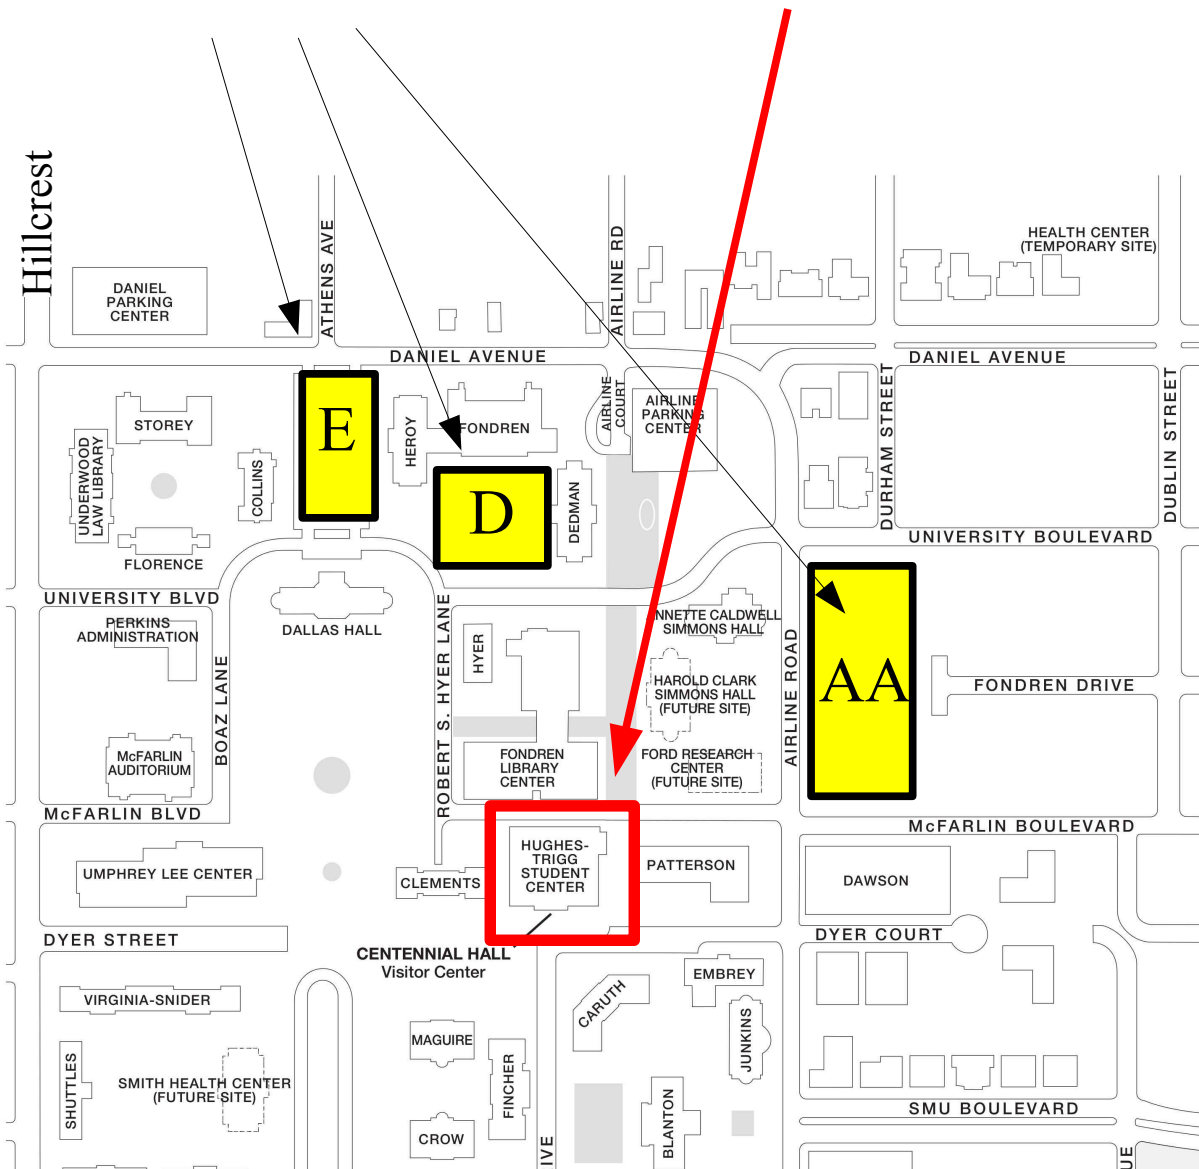 Hillcrest
ATHENS AVE
AIRLINE RD
HEALTH CENTER
(TEMPORARY SITE)
DANIEL
PARKING
CENTER
DANIEL AVENUE
DANIEL AVENUE
STOREY
UNDERWOOD
LAW LIBRARY
COLLINS
E
HEROY
FONDREN
D
DEDMAN
AIRLINE
COURT
AIRLINE
PARKING
CENTER
DURHAM STREET
DUBLIN STREET
FLORENCE
UNIVERSITY BOULEVARD
UNIVERSITY BLVD
PERKINS
ADMINISTRATION
DALLAS HALL
BOAZ LANE
ROBERT S. HYER LANE
HYER
NNETTE CALDWELL
SIMMONS HALL
HAROLD CLARK
SIMMONS HALL
(FUTURE SITE)
AIRLINE ROAD
AA
FONDREN DRIVE
McFARLIN
AUDITORIUM
FONDREN
LIBRARY
CENTER
FORD RESEARCH
CENTER
(FUTURE SITE)
McFARLIN BLVD
McFARLIN BOULEVARD
UMPHREY LEE CENTER
CLEMENTS
HUGHES-
TRIGG
STUDENT
CENTER
PATTERSON
DAWSON
DYER STREET
DYER COURT
CENTENNIAL HALL
Visitor Center
VIRGINIA-SNIDER
CARUTH
EMBREY
MAGUIRE
JUNKINS
SHUTTLES
SMITH HEALTH CENTER
(FUTURE SITE)
FINCHER
CROW
BLANTON
SMU BOULEVARD
IVE
UE